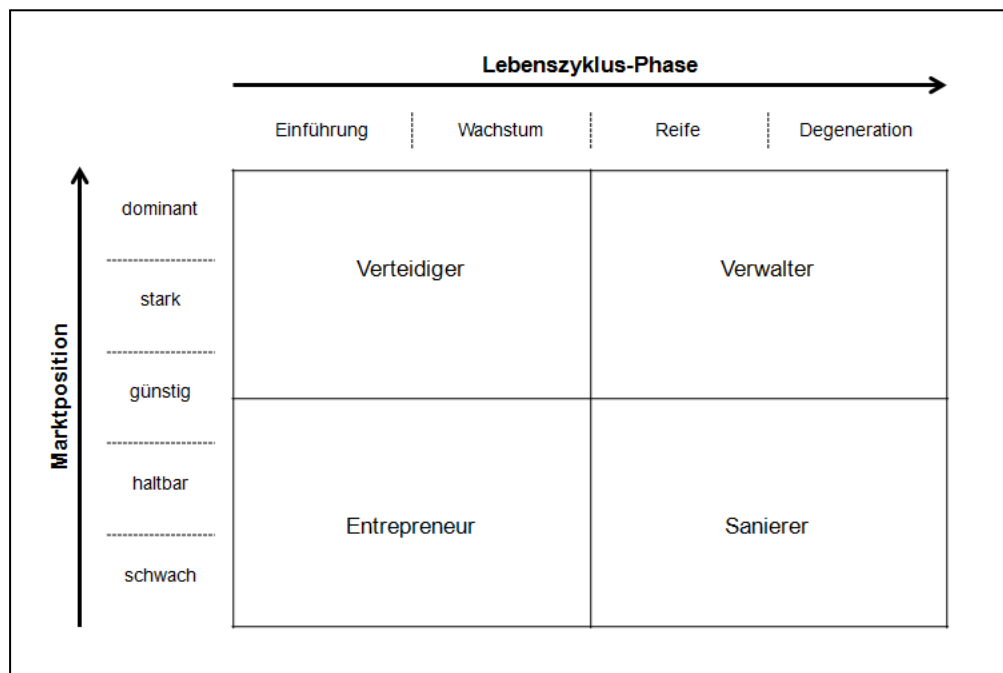 Lebenszyklus-Phase
Einführung Wachstum Reife Degeneration
Marktposition
dominant
stark
günstig
haltbar
schwach
Verteidiger Verwalter
Entrepreneur Sanierer